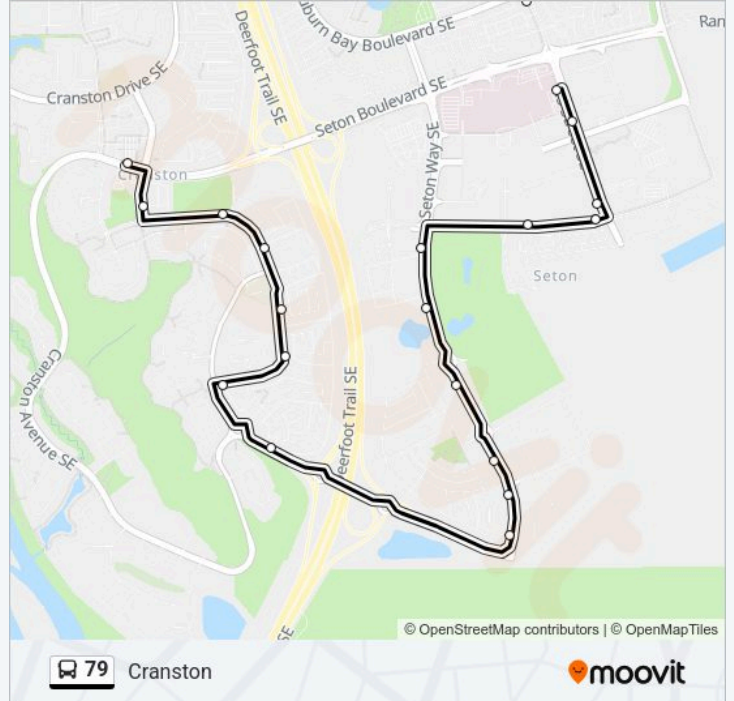 uburn Bay Boulevard SE
Ran
Deerfoot Trail SE
Cranston Drive SE
Seton Boulevard SE
Cranston
Seton Way SE
Seton
Deerfoot Trail SE
Cranston Avenue SE
SE
© OpenStreetMap contributors | © OpenMapTiles
79 Cranston
moovit